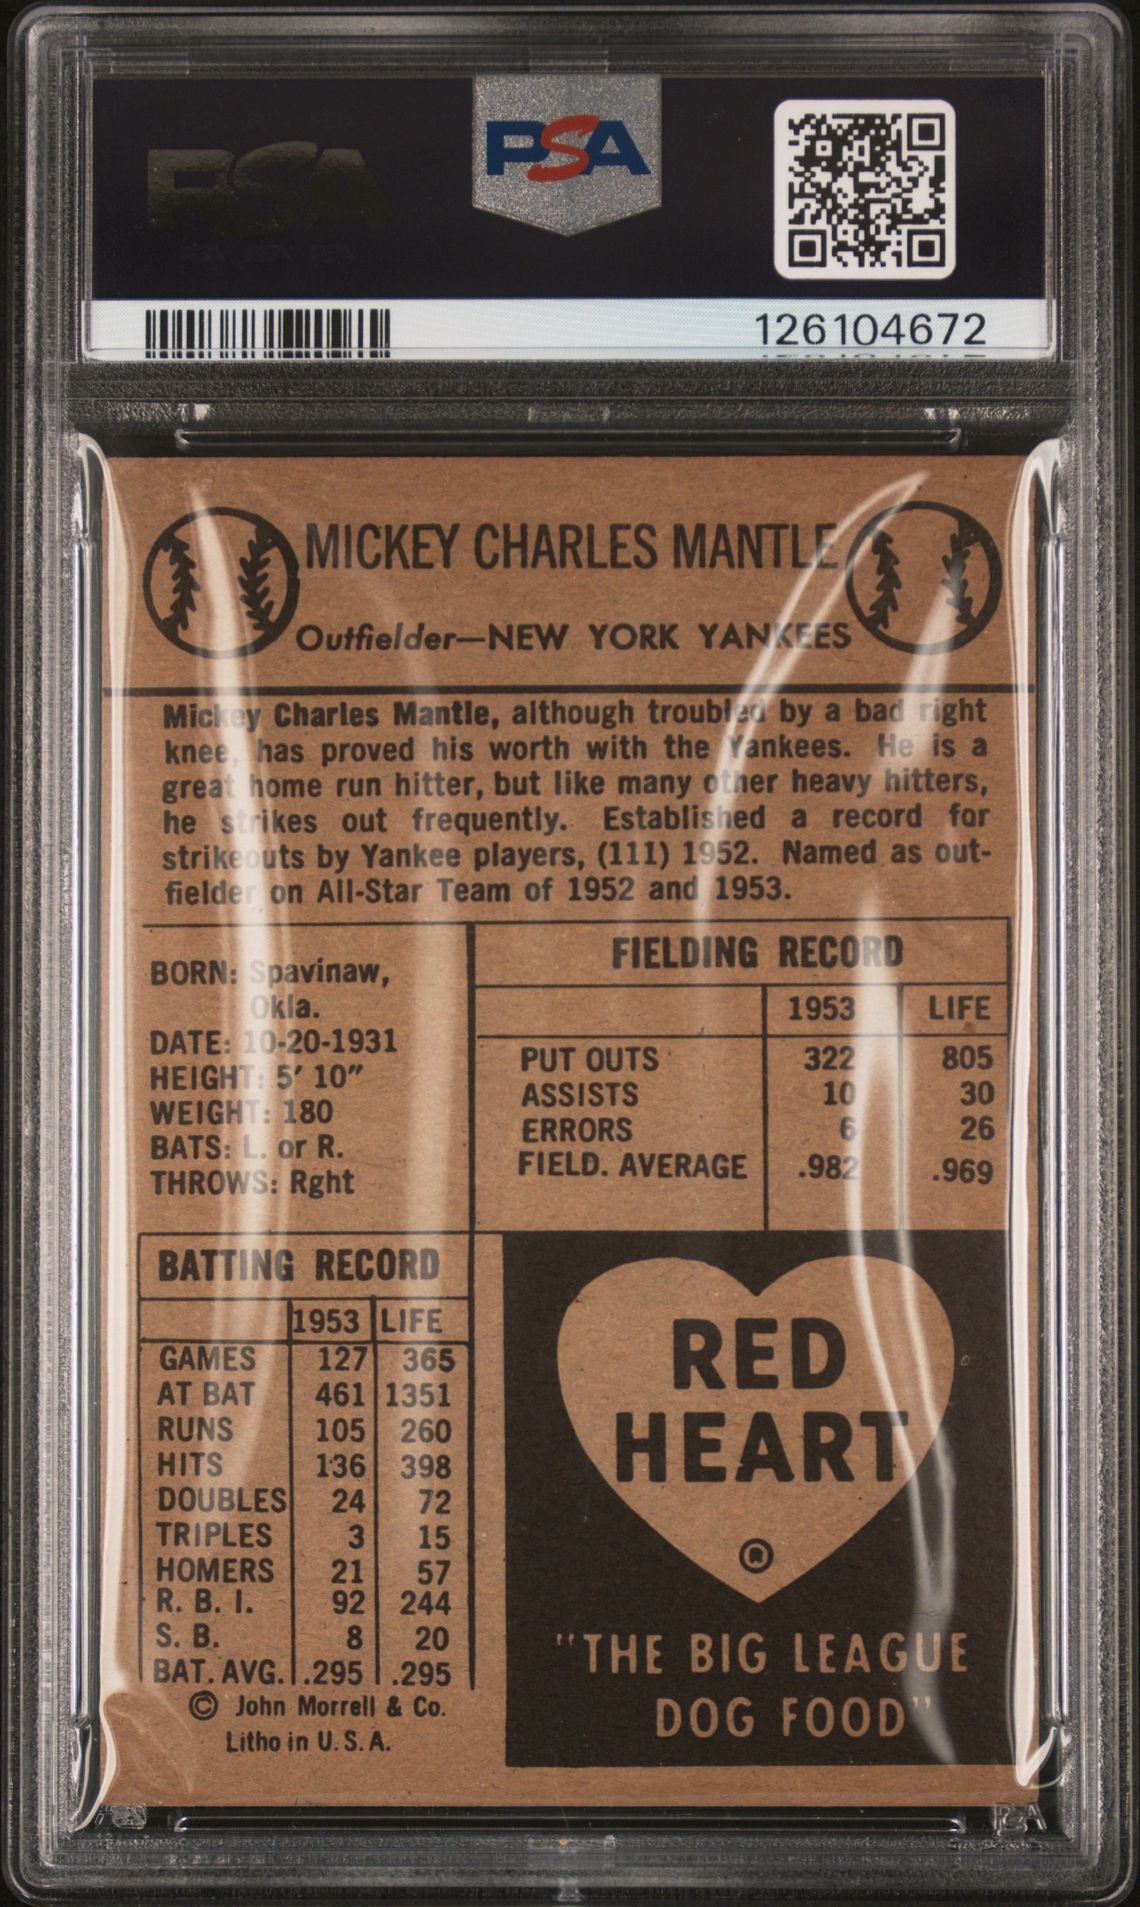 PSA
PSA
126104672
MICKEY CHARLES MANTLE
Outfielder—NEW YORK YANKEES
Mickey Charles Mantle, although troubled by a bad right
knee, has proved his worth with the Yankees. He is a
great home run hitter, but like many other heavy hitters,
he strikes out frequently. Established a record for
strikeouts by Yankee players, (111) 1952. Named as out-
fielder on All-Star Team of 1952 and 1953.
BORN: Spavinaw,
Okla.
DATE: 10-20-1931
HEIGHT: 5' 10"
WEIGHT: 180
BATS: L. or R.
THROWS: Rght
FIELDING RECORD
1953 LIFE
PUT OUTS 322 805
ASSISTS 10 30
ERRORS 6 26
FIELD. AVERAGE .982 .969
BATTING RECORD
1953 LIFE
GAMES 127 365
AT BAT 461 1351
RUNS 105 260
HITS 136 398
DOUBLES 24 72
TRIPLES 3 15
HOMERS 21 57
R. B. I. 92 244
S. B. 8 20
BAT. AVG. .295 .295
© John Morrell & Co.
Litho in U. S. A.
RED
HEART
®
"THE BIG LEAGUE
DOG FOOD"
PSA